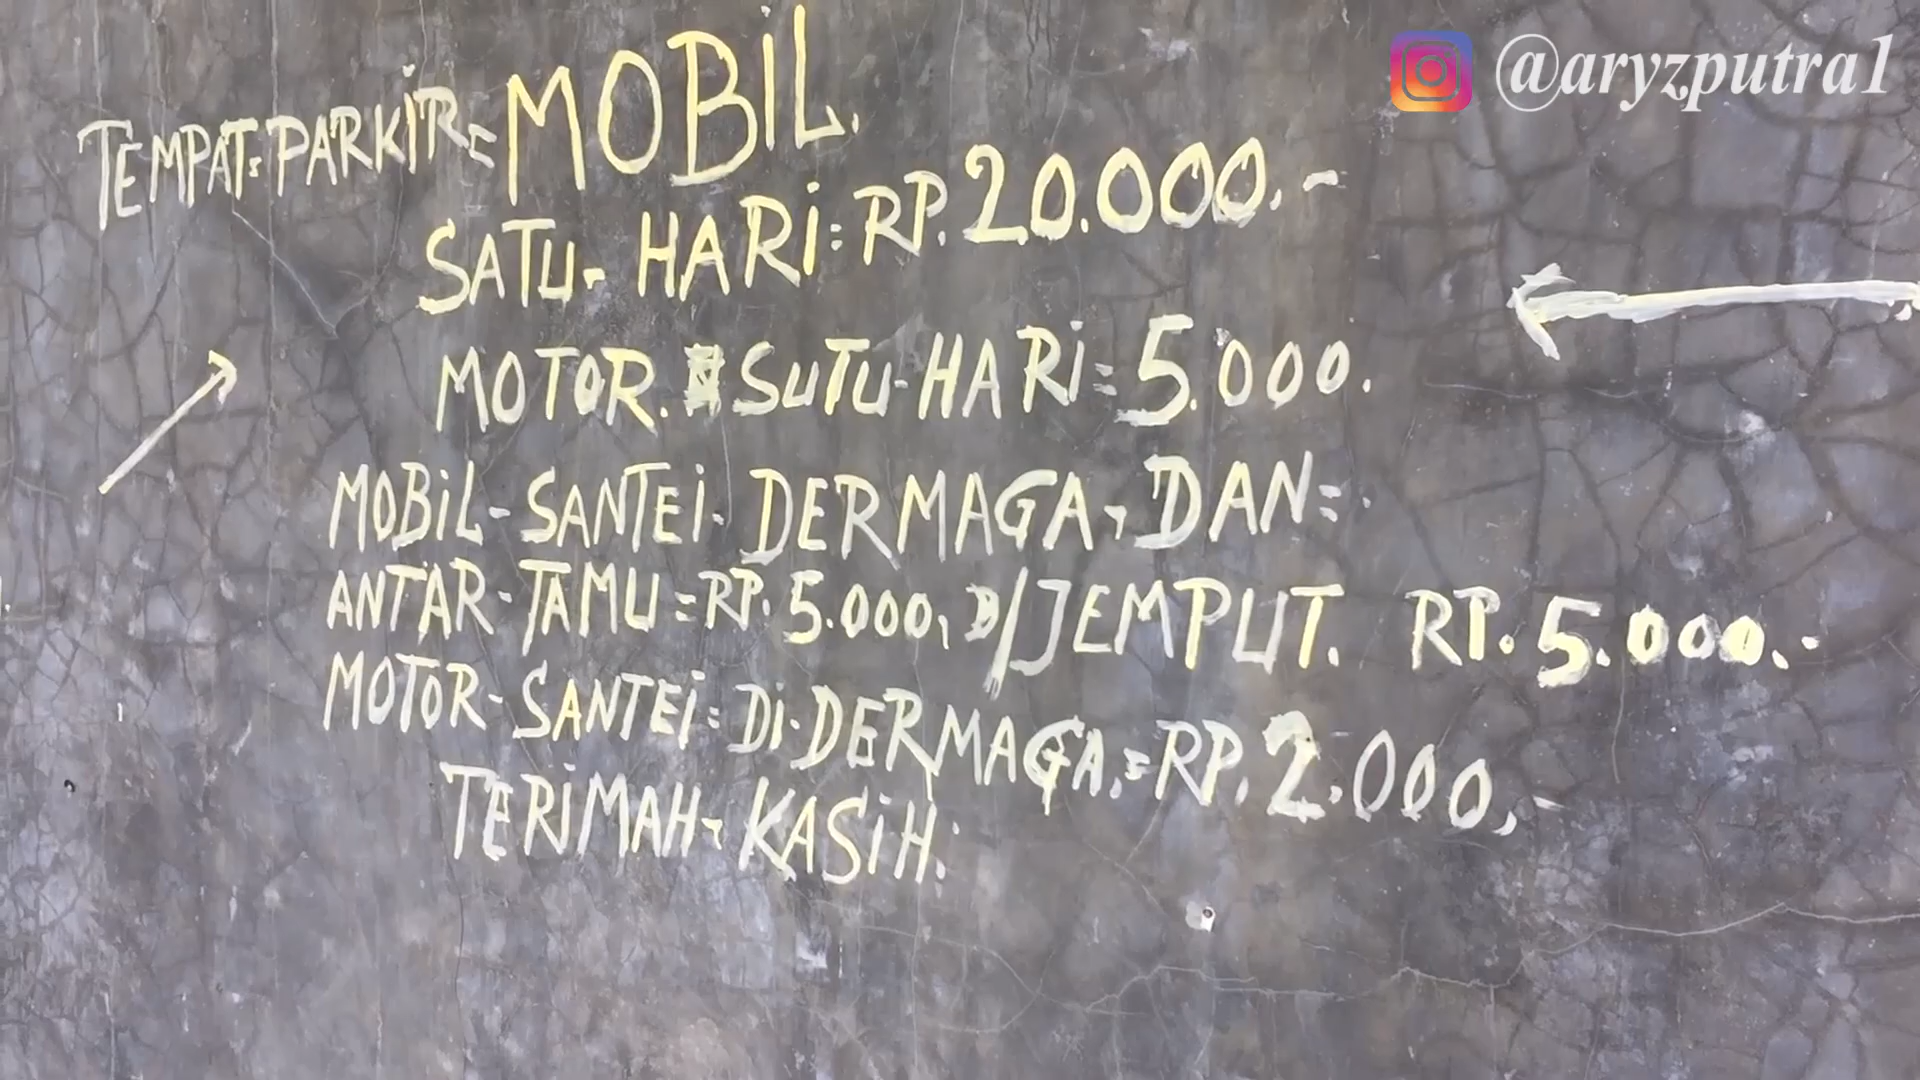 @aryzputra1
TEMPAT=PARKIR= MOBIL.
SATU- HARI=RP.20.000.-
MOTOR. SUTU-HARI=5.000.
MOBIL-SANTEI- DERMAGA, DAN=.
ANTAR-TAMU=RP.5.000, D/JEMPUT. RP.5.000.-
MOTOR-SANTEI=DI-DERMAGA.=RP.2.000,-
TERIMAH-KASIH.